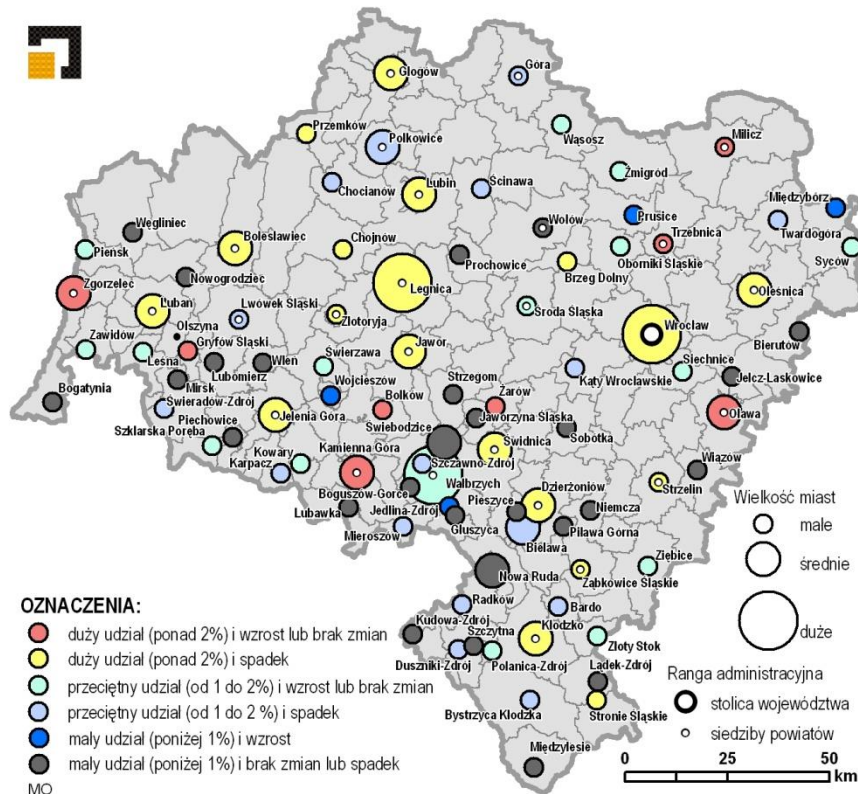 Głogów
Góra
Przemków
Polkowice
Wąsosz
Milicz
Żmigród
Chocianów
Lubin
Ścinawa
Międzybórz
Prusice
Twardogóra
Węgliniec
Wołów
Trzebnica
Bolesławiec
Chojnów
Pieńsk
Oborniki Śląskie
Syców
Prochowice
Brzeg Dolny
Nowogrodziec
Zgorzelec
Legnica
Oleśnica
Lubań
Lwówek Śląski
Złotoryja
Środa Śląska
Wrocław
Olszyna
Bierutów
Zawidów
Gryfów Śląski
Jawor
Leśna
Lubomierz
Wleń
Świerzawa
Siechnice
Kąty Wrocławskie
Jelcz-Laskowice
Mirsk
Wojcieszów
Strzegom
Bogatynia
Świeradów-Zdrój
Bolków
Żarów
Jaworzyna Śląska
Oława
Piechowice
Jelenia Góra
Świebodzice
Sobótka
Szklarska Poręba
Kamienna Góra
Świdnica
Kowary
Karpacz
Szczawno-Zdrój
Wiązów
Wałbrzych
Strzelin
Boguszów-Gorce
Dzierżoniów
Pieszyce
Niemcza
Lubawka
Jedlina-Zdrój
Głuszyca
Piława Górna
Mieroszów
Bielawa
Ziębice
Nowa Ruda
Ząbkowice Śląskie
Radków
Bardo
Kudowa-Zdrój
Kłodzko
Szczytna
Złoty Stok
Duszniki-Zdrój
Polanica-Zdrój
Lądek-Zdrój
Bystrzyca Kłodzka
Stronie Śląskie
Międzylesie
Wielkość miast
małe
średnie
duże
Ranga administracyjna
stolica województwa
siedziby powiatów
0 25 50
km
OZNACZENIA:
duży udział (ponad 2%) i wzrost lub brak zmian
duży udział (ponad 2%) i spadek
przeciętny udział (od 1 do 2%) i wzrost lub brak zmian
przeciętny udział (od 1 do 2 %) i spadek
mały udział (poniżej 1%) i wzrost
mały udział (poniżej 1%) i brak zmian lub spadek
MO